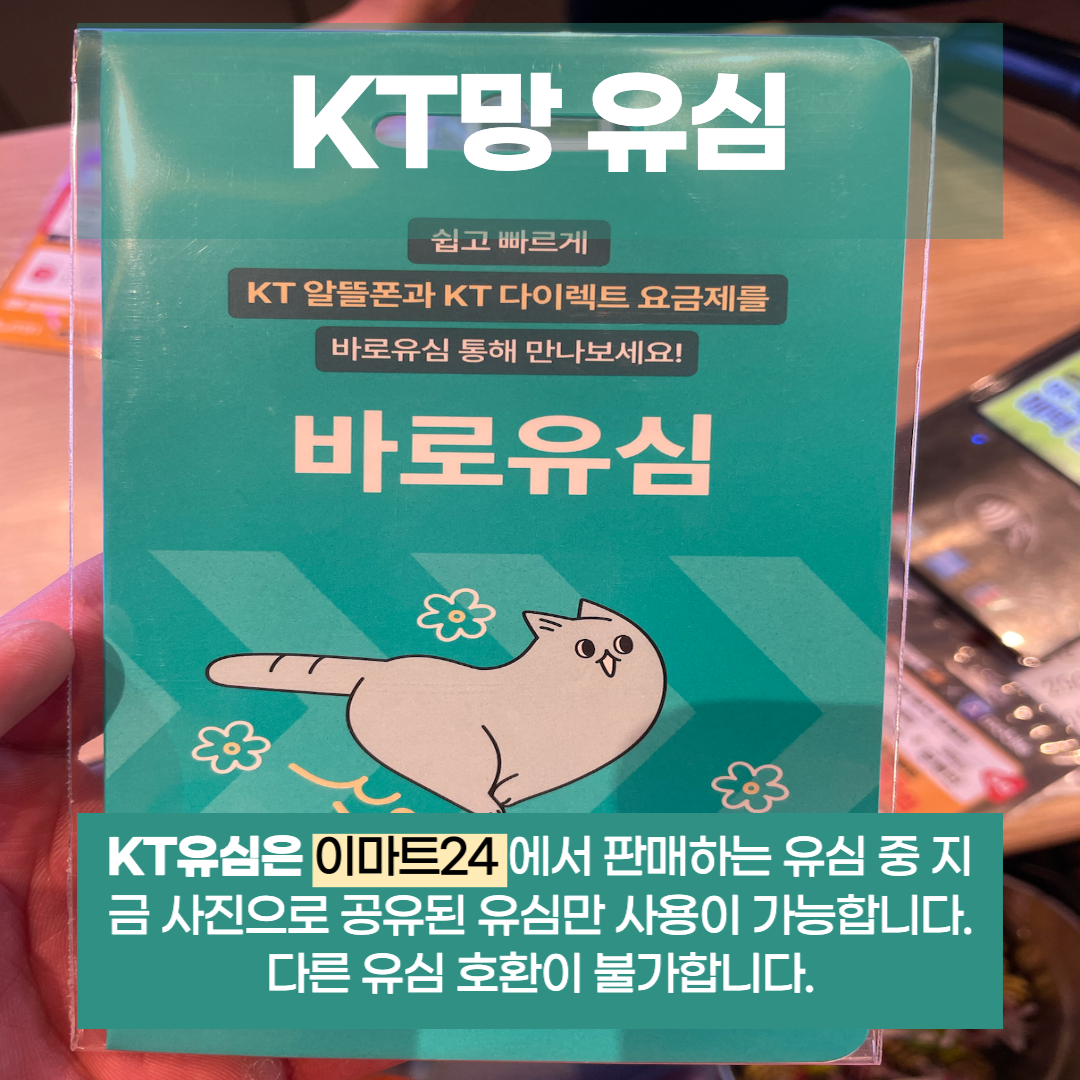 KT망 유심
쉽고 빠르게
KT 알뜰폰과 KT 다이렉트 요금제를
바로유심 통해 만나보세요!
바로유심
KT유심은 이마트24에서 판매하는 유심 중 지
금 사진으로 공유된 유심만 사용이 가능합니다.
다른 유심 호환이 불가합니다.